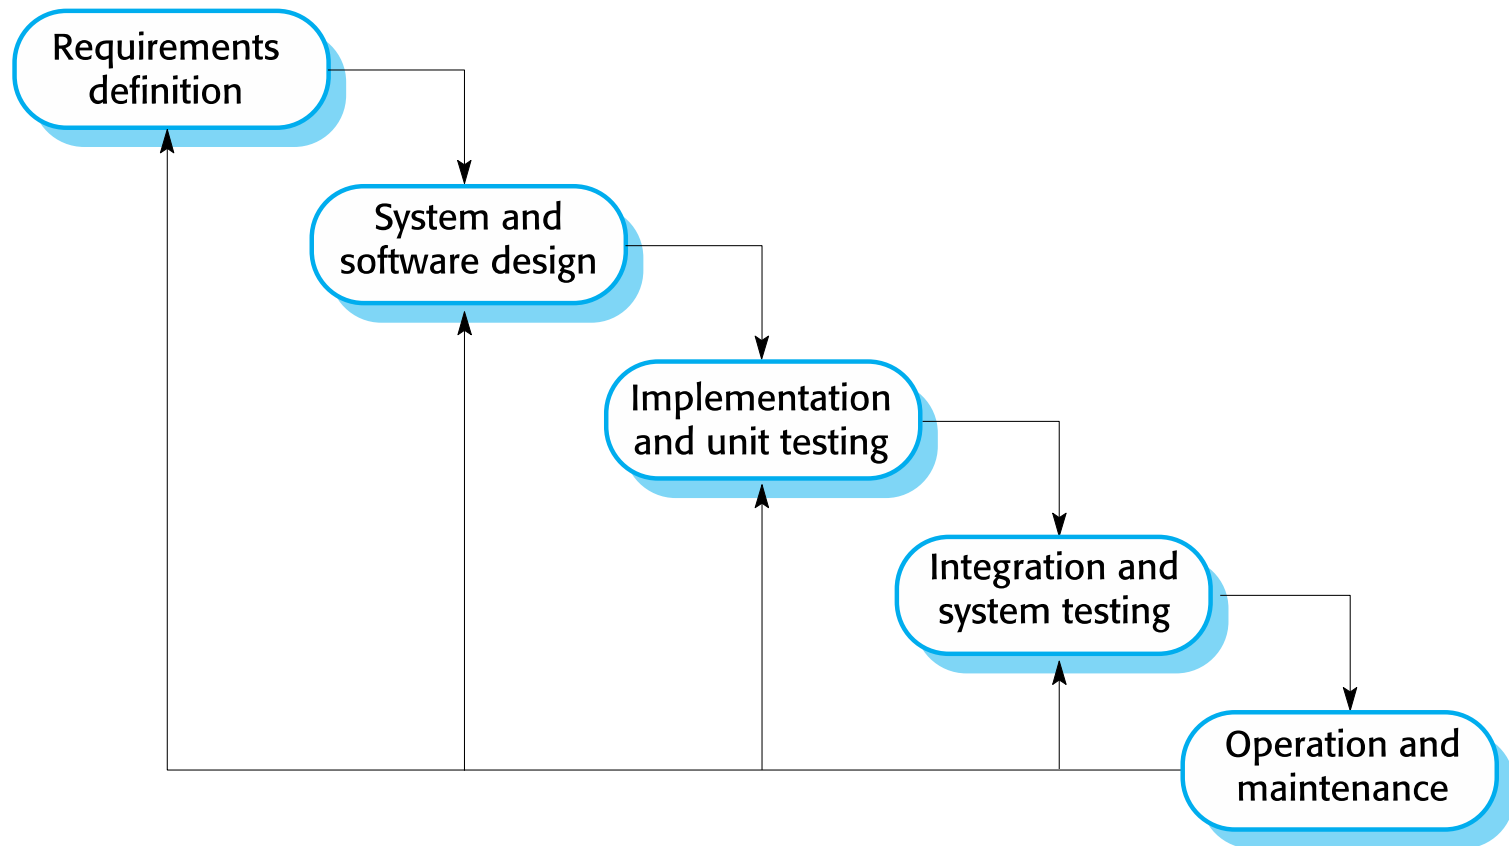 Requirements
definition
System and
software design
Implementation
and unit testing
Integration and
system testing
Operation and
maintenance